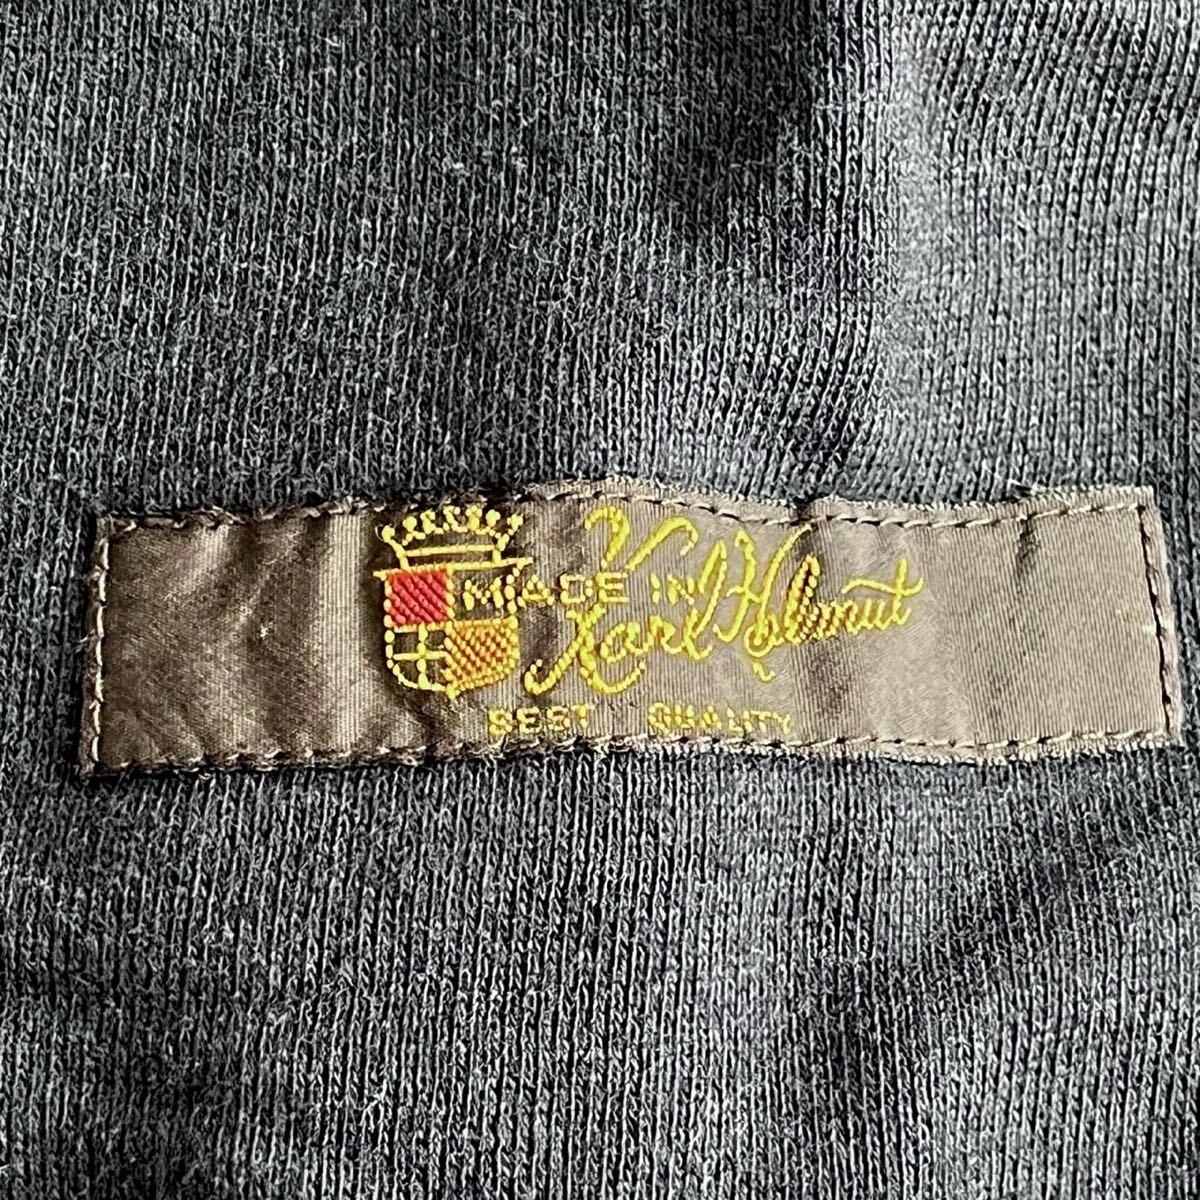 MADE IN
Karl Helmut
BEST QUALITY